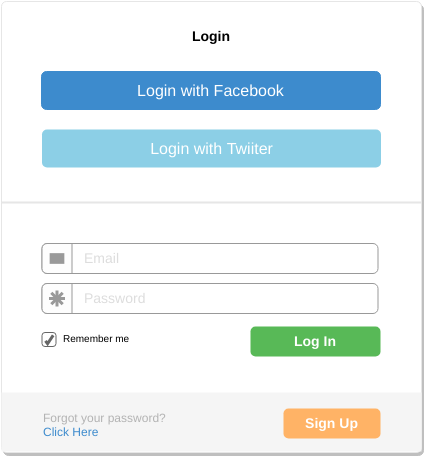 Login
Login with Facebook
Login with Twiiter
Email
Password
Remember me
Log In
Forgot your password?
Click Here
Sign Up